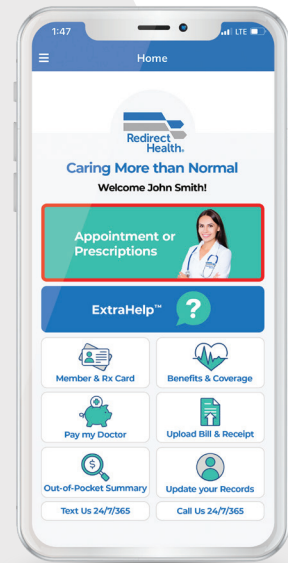 1:47
LTE
Home
Redirect
Health®
Caring More than Normal
Welcome John Smith!
Appointment or
Prescriptions
ExtraHelp™ ?
Member & Rx Card
Benefits & Coverage
Pay my Doctor
Upload Bill & Receipt
$
Out-of-Pocket Summary
Update your Records
Text Us 24/7/365
Call Us 24/7/365